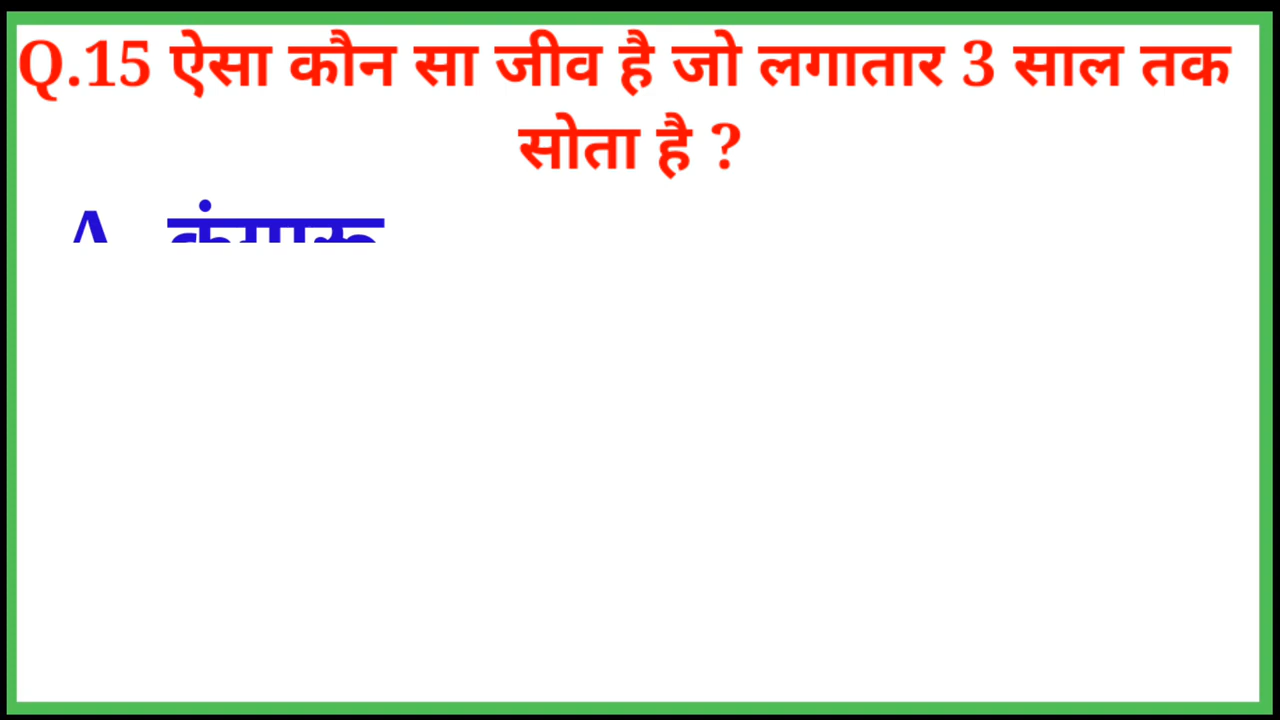 Q.15 ऐसा कौन सा जीव है जो लगातार 3 साल तक
सोता है ?
A. कंगारू